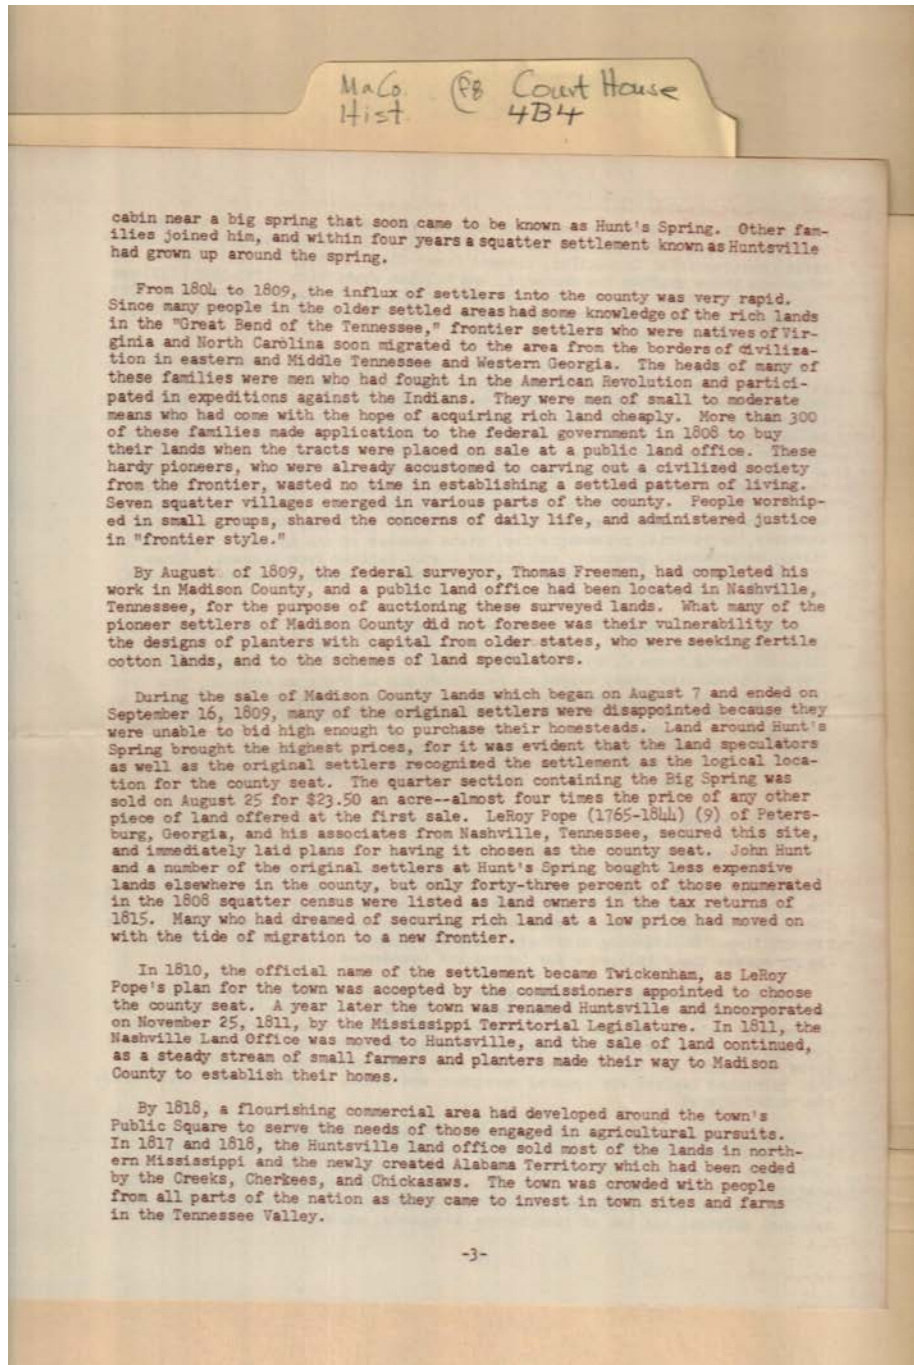 MaCo. P8 Court House
Hist. 4B4
cabin near a big spring that soon came to be known as Hunt's Spring. Other fam-
ilies joined him, and within four years a squatter settlement known as Huntsville
had grown up around the spring.
From 1804 to 1809, the influx of settlers into the county was very rapid.
Since many people in the older settled areas had some knowledge of the rich lands
in the "Great Bend of the Tennessee," frontier settlers who were natives of Vir-
ginia and North Carolina soon migrated to the area from the borders of civiliza-
tion in eastern and Middle Tennessee and Western Georgia. The heads of many of
these families were men who had fought in the American Revolution and partici-
pated in expeditions against the Indians. They were men of small to moderate
means who had come with the hope of acquiring rich land cheaply. More than 300
of these families made application to the federal government in 1808 to buy
their lands when the tracts were placed on sale at a public land office. These
hardy pioneers, who were already accustomed to carving out a civilized society
from the frontier, wasted no time in establishing a settled pattern of living.
Seven squatter villages emerged in various parts of the county. People worship-
ed in small groups, shared the concerns of daily life, and administered justice
in "frontier style."
By August of 1809, the federal surveyor, Thomas Freemen, had completed his
work in Madison County, and a public land office had been located in Nashville,
Tennessee, for the purpose of auctioning these surveyed lands. What many of the
pioneer settlers of Madison County did not foresee was their vulnerability to
the designs of planters with capital from older states, who were seeking fertile
cotton lands, and to the schemes of land speculators.
During the sale of Madison County lands which began on August 7 and ended on
September 16, 1809, many of the original settlers were disappointed because they
were unable to bid high enough to purchase their homesteads. Land around Hunt's
Spring brought the highest prices, for it was evident that the land speculators
as well as the original settlers recognized the settlement as the logical loca-
tion for the county seat. The quarter section containing the Big Spring was
sold on August 25 for $23.50 an acre--almost four times the price of any other
piece of land offered at the first sale. LeRoy Pope (1765-1844) (9) of Peters-
burg, Georgia, and his associates from Nashville, Tennessee, secured this site,
and immediately laid plans for having it chosen as the county seat. John Hunt
and a number of the original settlers at Hunt's Spring bought less expensive
lands elsewhere in the county, but only forty-three percent of those enumerated
in the 1808 squatter census were listed as land owners in the tax returns of
1815. Many who had dreamed of securing rich land at a low price had moved on
with the tide of migration to a new frontier.
In 1810, the official name of the settlement became Twickenham, as LeRoy
Pope's plan for the town was accepted by the commissioners appointed to choose
the county seat. A year later the town was renamed Huntsville and incorporated
on November 25, 1811, by the Mississippi Territorial Legislature. In 1811, the
Nashville Land Office was moved to Huntsville, and the sale of land continued,
as a steady stream of small farmers and planters made their way to Madison
County to establish their homes.
By 1818, a flourishing commercial area had developed around the town's
Public Square to serve the needs of those engaged in agricultural pursuits.
In 1817 and 1818, the Huntsville land office sold most of the lands in north-
ern Mississippi and the newly created Alabama Territory which had been ceded
by the Creeks, Cherkees, and Chickasaws. The town was crowded with people
from all parts of the nation as they came to invest in town sites and farms
in the Tennessee Valley.
-3-